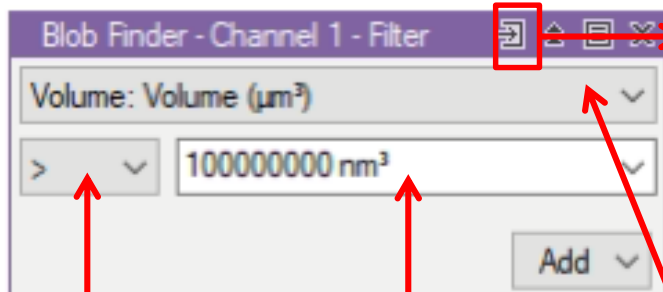 Blob Finder - Channel 1 - Filter
Volume: Volume (µm³)
> 100000000 nm³
Add